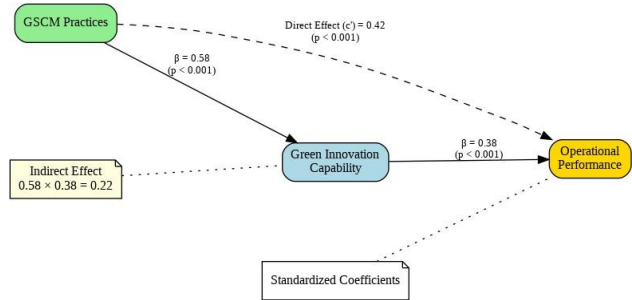 GSCM Practices
Direct Effect (c') = 0.42
(p < 0.001)
β = 0.58
(p < 0.001)
Green Innovation
Capability
β = 0.38
(p < 0.001)
Operational
Performance
Indirect Effect
0.58 × 0.38 = 0.22
Standardized Coefficients